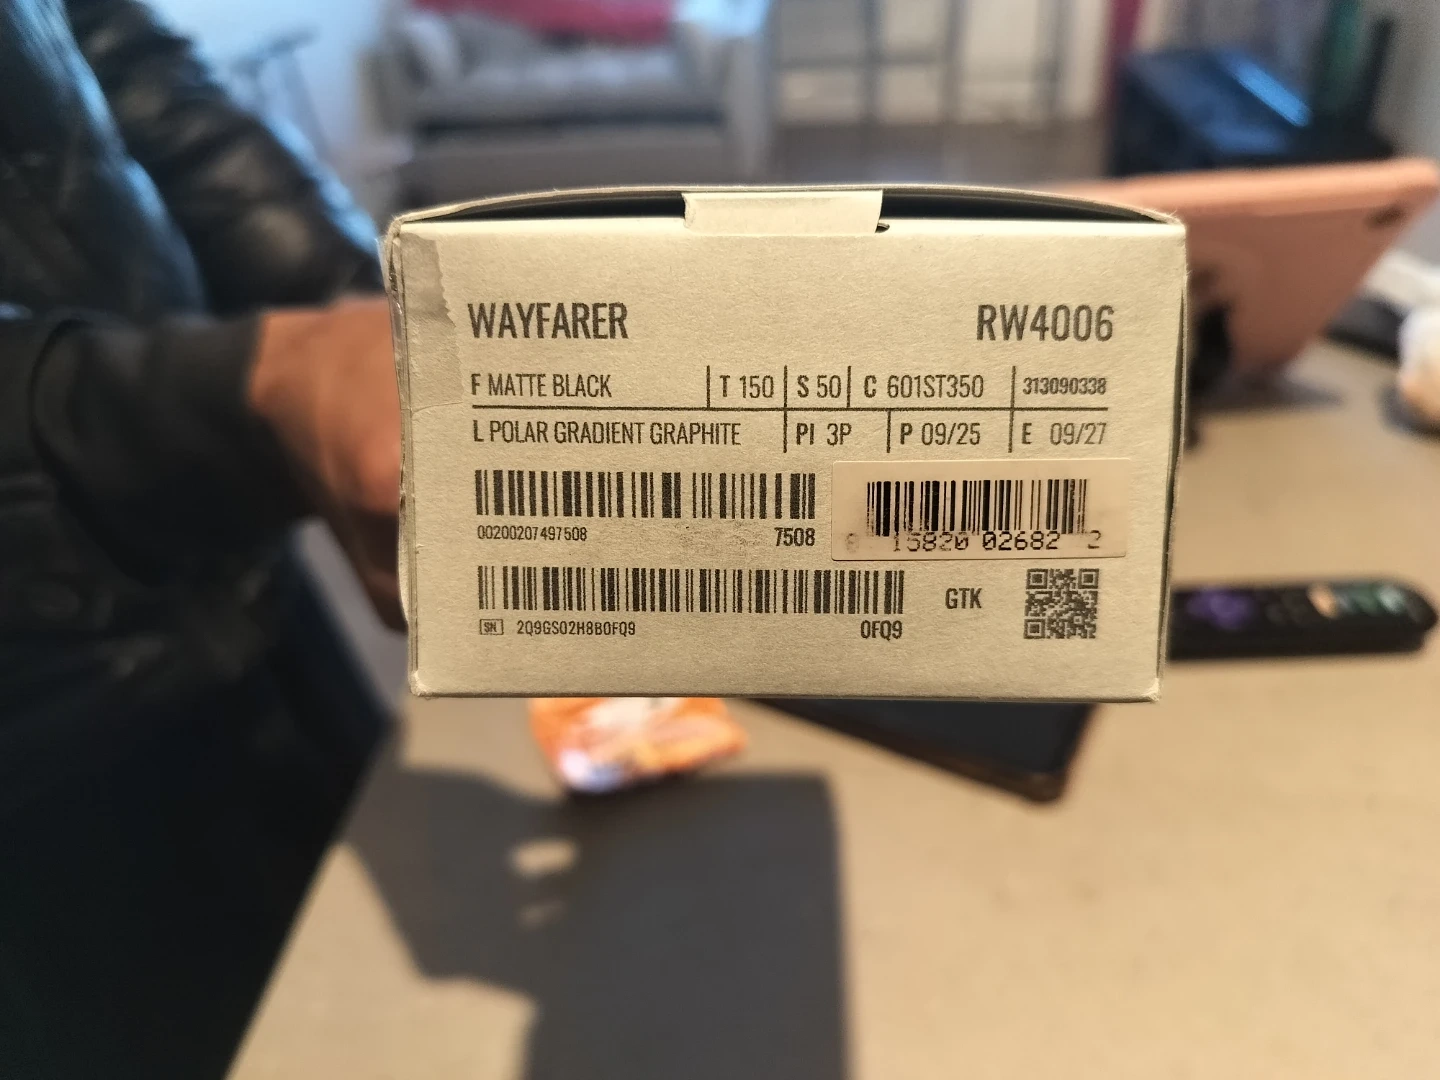 WAYFARER RW4006
F MATTE BLACK T 150 S 50 C 601ST350 313090338
L POLAR GRADIENT GRAPHITE PI 3P P 09/25 E 09/27
00200207497508 7508
15820 02682 2
SN 2Q9GS02H8B0FQ9 0FQ9
GTK